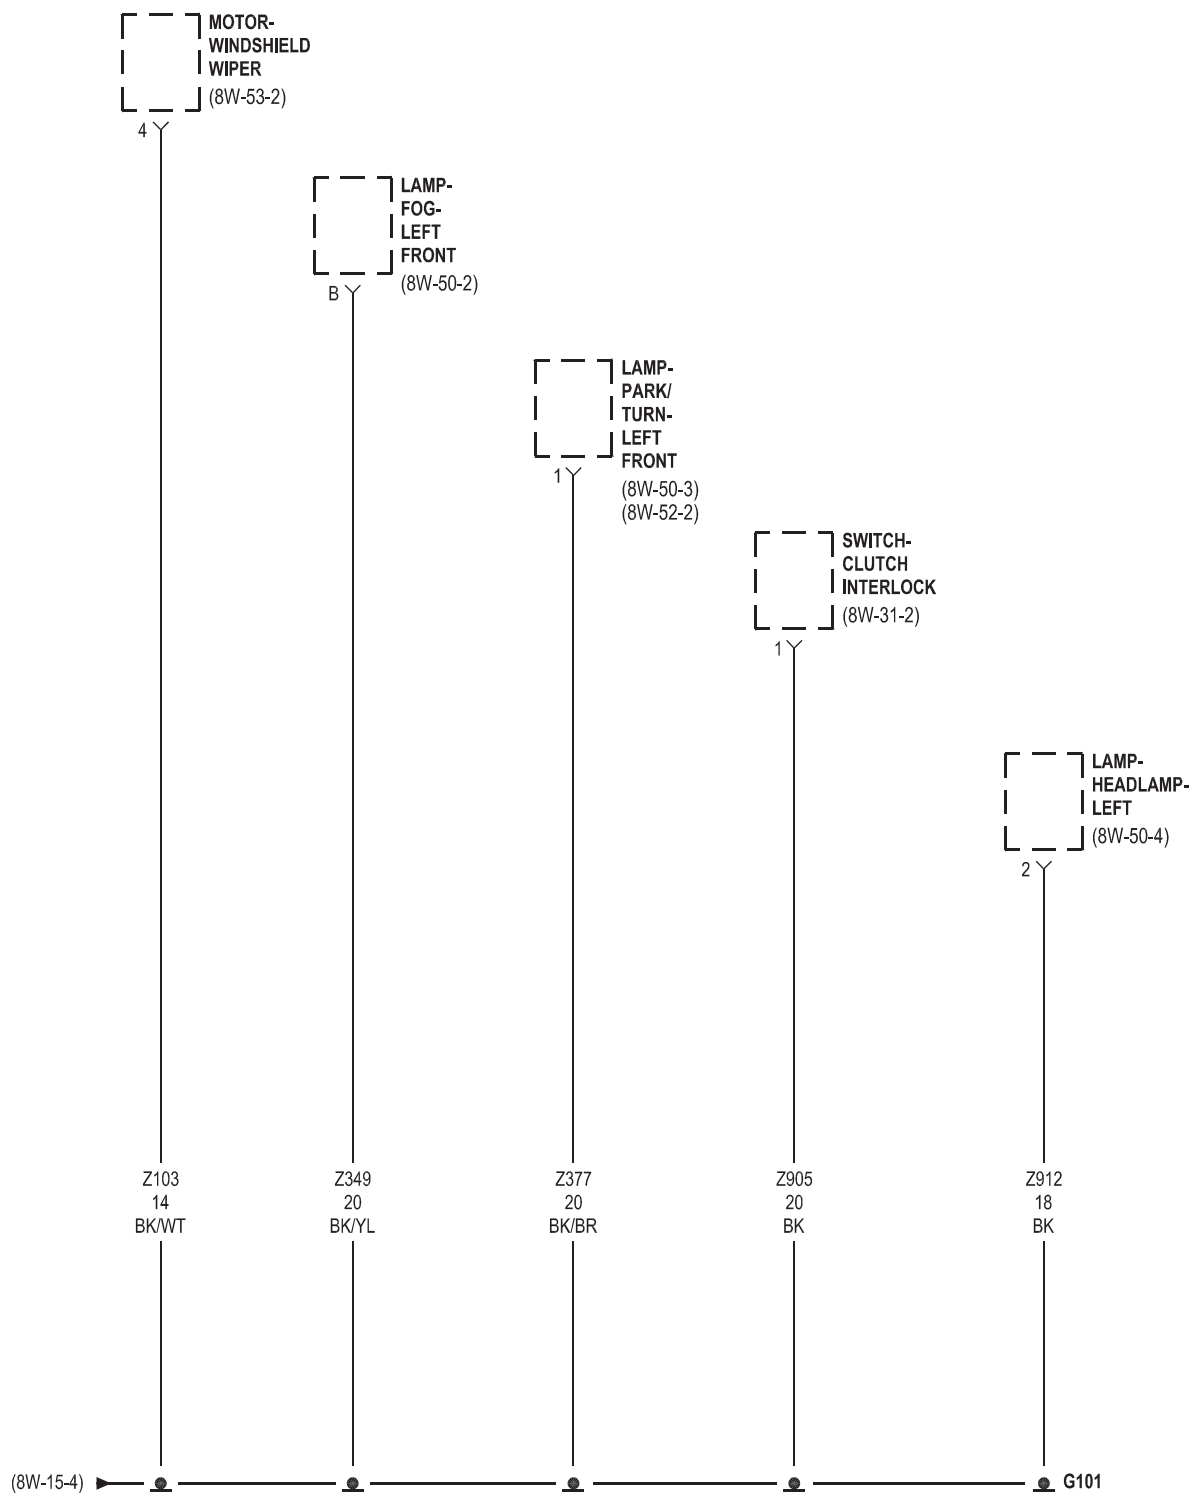 MOTOR-
WINDSHIELD
WIPER
(8W-53-2)
4
LAMP-
FOG-
LEFT
FRONT
(8W-50-2)
B
LAMP-
PARK/
TURN-
LEFT
FRONT
(8W-50-3)
(8W-52-2)
1
SWITCH-
CLUTCH
INTERLOCK
(8W-31-2)
1
LAMP-
HEADLAMP-
LEFT
(8W-50-4)
2
Z103
14
BK/WT
Z349
20
BK/YL
Z377
20
BK/BR
Z905
20
BK
Z912
18
BK
(8W-15-4)
G101